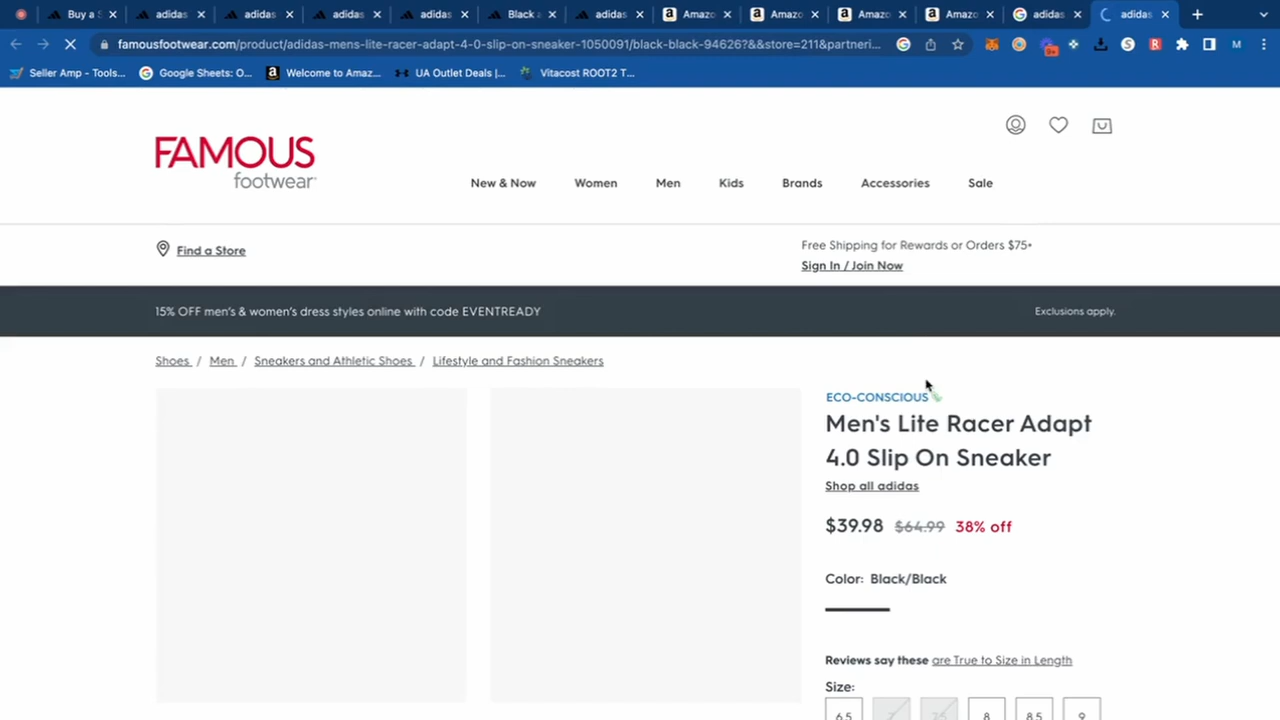 Buy a S
adidas
adidas
adidas
adidas
Black a
adidas
Amazo
Amazo
Amazo
Amazo
adidas
adidas
famousfootwear.com/product/adidas-mens-lite-racer-adapt-4-0-slip-on-sneaker-1050091/black-black-94626?&&store=211&partneri...
Seller Amp - Tools...
Google Sheets: O...
Welcome to Amaz...
UA Outlet Deals |...
Vitacost ROOT2 T...
FAMOUS
footwear
New & Now
Women
Men
Kids
Brands
Accessories
Sale
Find a Store
Free Shipping for Rewards or Orders $75+
Sign In / Join Now
15% OFF men's & women's dress styles online with code EVENTREADY
Exclusions apply.
Shoes / Men / Sneakers and Athletic Shoes / Lifestyle and Fashion Sneakers
ECO-CONSCIOUS
Men's Lite Racer Adapt
4.0 Slip On Sneaker
Shop all adidas
$39.98 $64.99 38% off
Color: Black/Black
Reviews say these are True to Size in Length
Size:
6.5 7 7.5 8 8.5 9